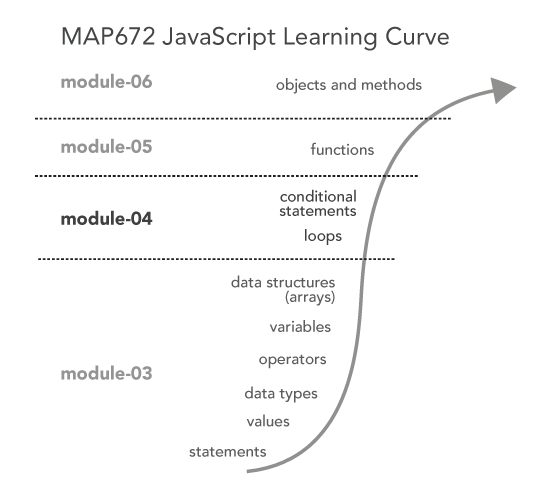 MAP672 JavaScript Learning Curve
module-06
objects and methods
module-05
functions
conditional
statements
module-04
loops
data structures
(arrays)
variables
operators
module-03
data types
values
statements